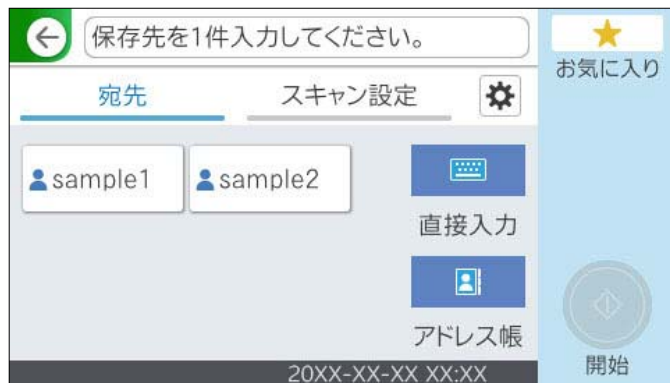 保存先を1件入力してください。
お気に入り
宛先
スキャン設定
sample1
sample2
直接入力
アドレス帳
開始
20XX-XX-XX XX:XX